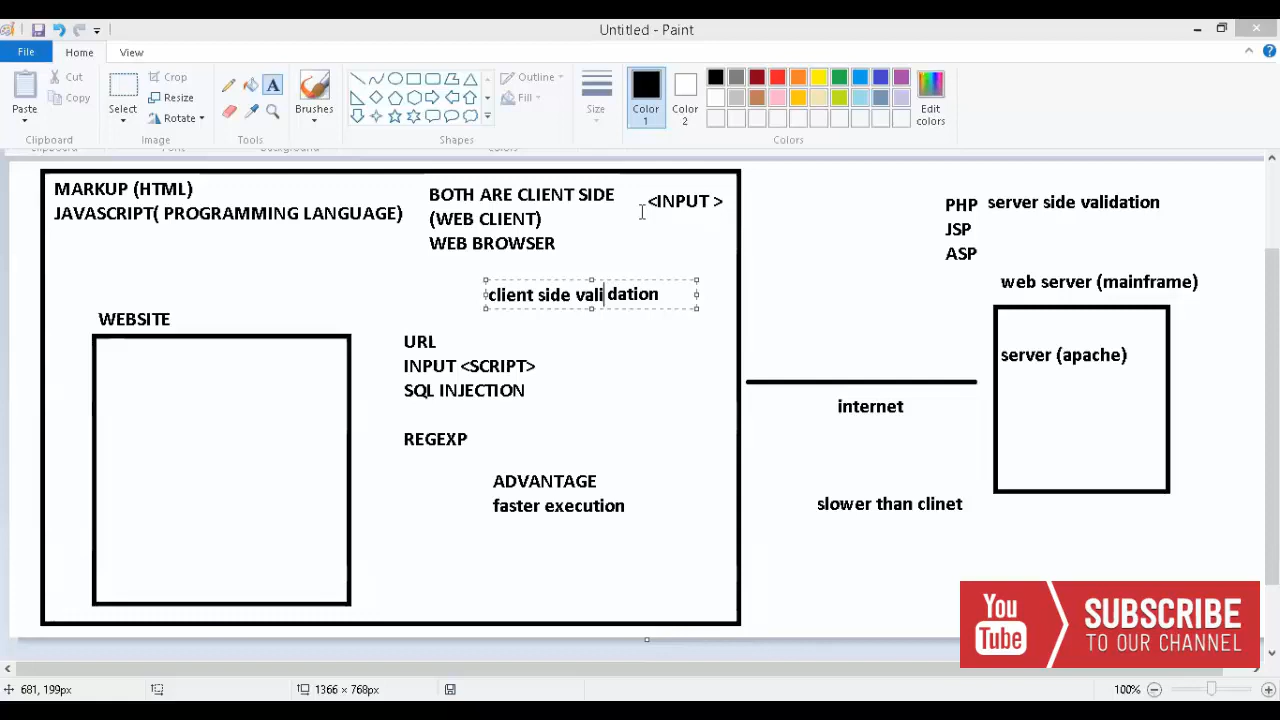 Untitled - Paint
File
Home
View
Paste
Cut
Copy
Clipboard
Select
Crop
Resize
Rotate
Image
A
Tools
Brushes
Shapes
Outline
Fill
Size
Color 1
Color 2
Edit colors
Colors
MARKUP (HTML)
JAVASCRIPT( PROGRAMMING LANGUAGE)
BOTH ARE CLIENT SIDE
(WEB CLIENT)
WEB BROWSER
<INPUT >
PHP server side validation
JSP
ASP
web server (mainframe)
client side vali dation
WEBSITE
URL
INPUT <SCRIPT>
SQL INJECTION
REGEXP
ADVANTAGE
faster execution
server (apache)
internet
slower than clinet
You Tube
SUBSCRIBE
TO OUR CHANNEL
681, 199px
1366 × 768px
100%